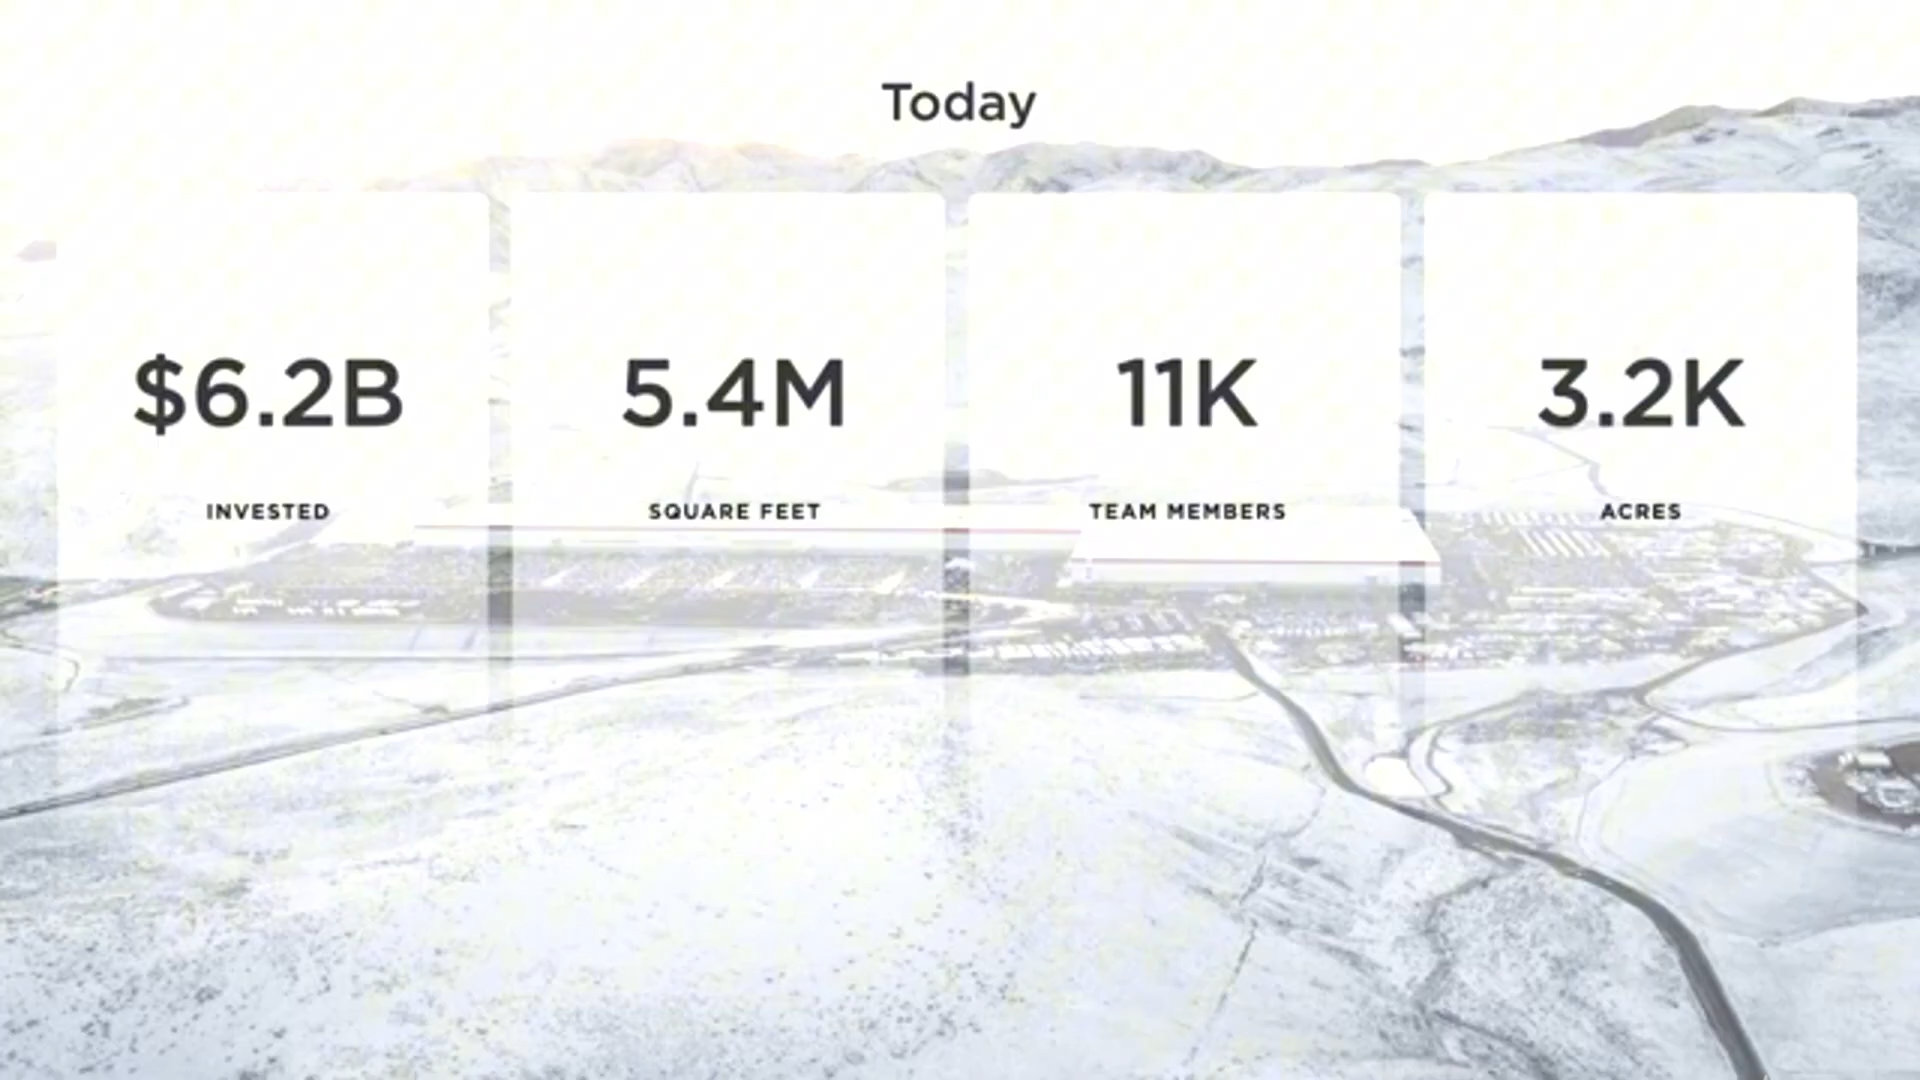 Today
$6.2B
INVESTED
5.4M
SQUARE FEET
11K
TEAM MEMBERS
3.2K
ACRES